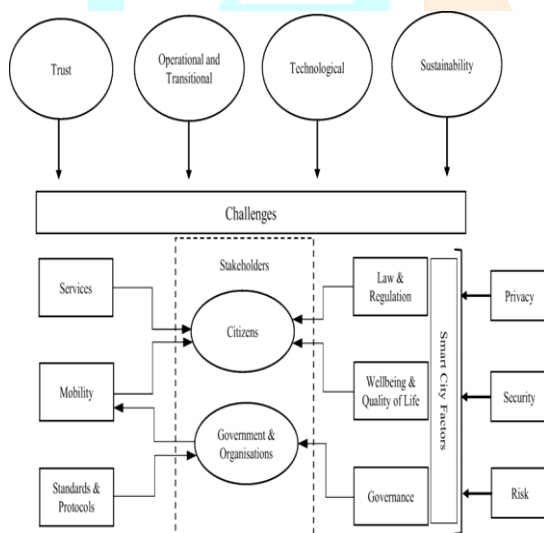 Trust
Operational and
Transitional
Technological
Sustainability
Challenges
Stakeholders
Services
Citizens
Law &
Regulation
Privacy
Mobility
Wellbeing &
Quality of Life
Smart City Factors
Security
Government &
Organisations
Standards &
Protocols
Governance
Risk